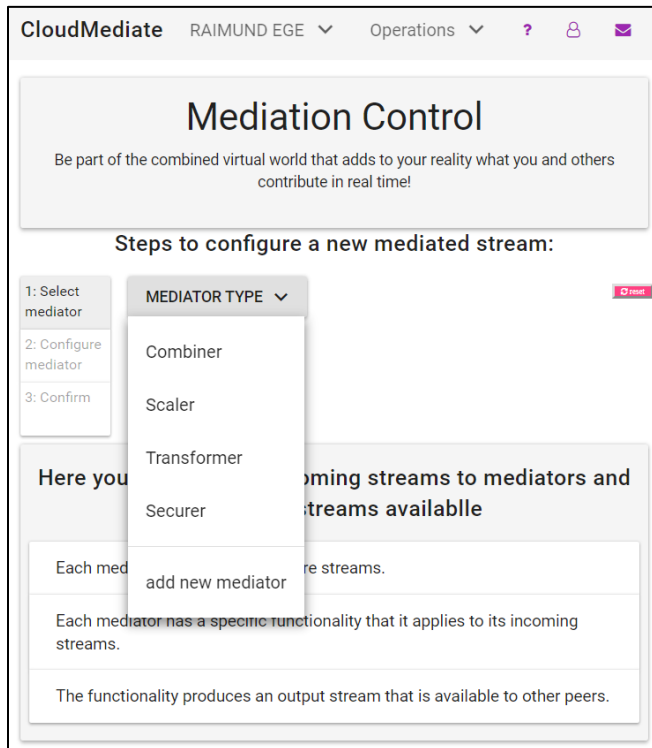 CloudMediate RAIMUND EGE Operations ?
Mediation Control
Be part of the combined virtual world that adds to your reality what you and others
contribute in real time!
Steps to configure a new mediated stream:
1: Select
mediator
2: Configure
mediator
3: Confirm
MEDIATOR TYPE
reset
Combiner
Scaler
Transformer
Securer
add new mediator
Here you oming streams to mediators and
streams availablle
Each med re streams.
Each mediator has a specific functionality that it applies to its incoming
streams.
The functionality produces an output stream that is available to other peers.